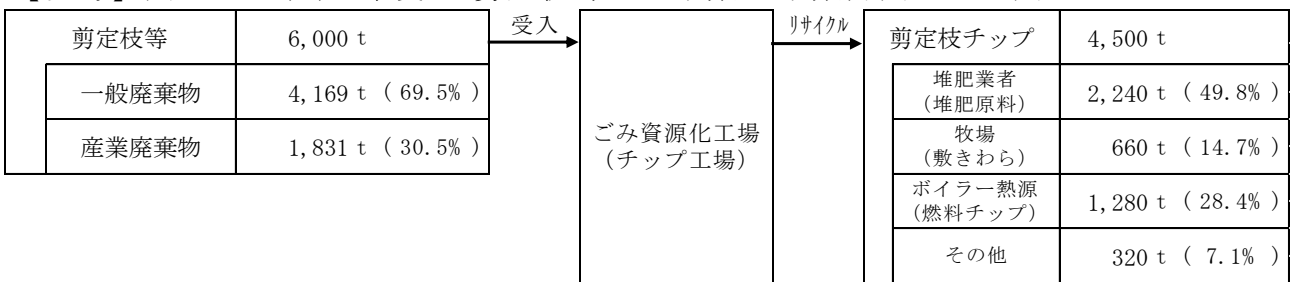 受入
ﾘｻｲｸﾙ
剪定枝等 6,000 t
一般廃棄物 4,169 t ( 69.5% )
産業廃棄物 1,831 t ( 30.5% )
ごみ資源化工場
(チップ工場)
剪定枝チップ 4,500 t
堆肥業者
(堆肥原料)
2,240 t ( 49.8% )
牧場
(敷きわら)
660 t ( 14.7% )
ボイラー熱源
(燃料チップ)
1,280 t ( 28.4% )
その他 320 t ( 7.1% )